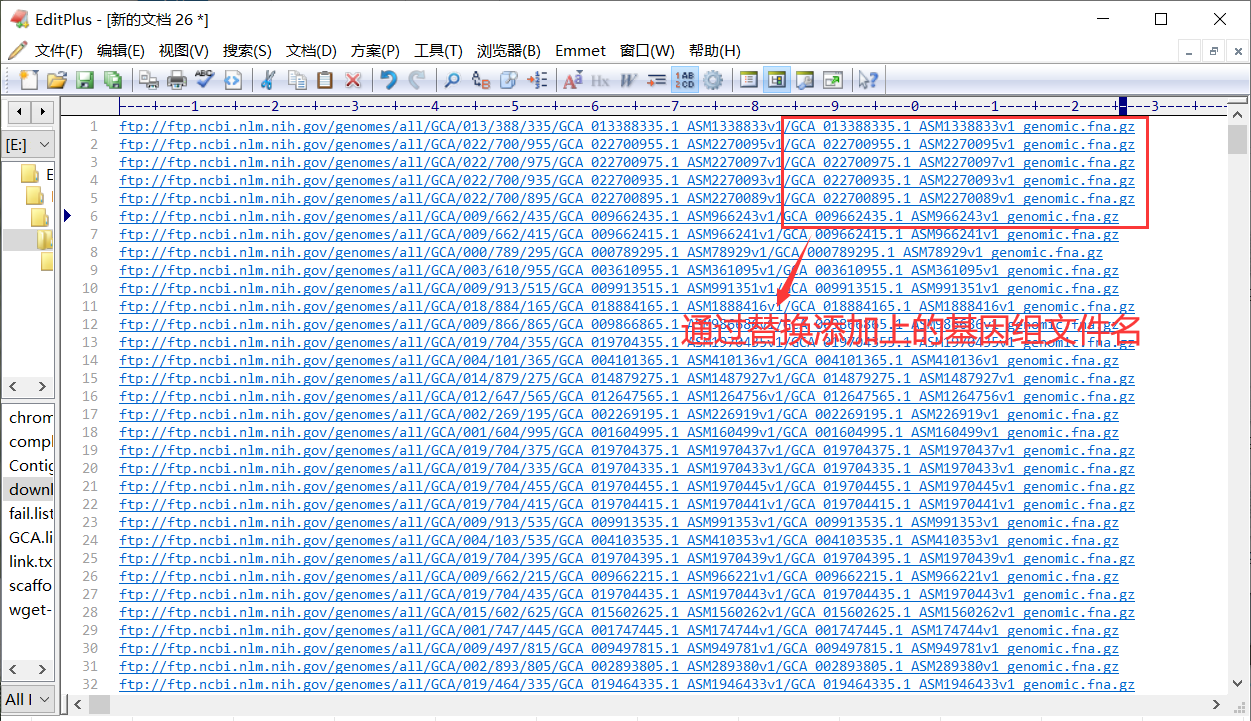 EditPlus - [新的文档 26 *]
文件(F) 编辑(E) 视图(V) 搜索(S) 文档(D) 方案(P) 工具(T) 浏览器(B) Emmet 窗口(W) 帮助(H)
----+----1----+----2----+----3----+----4----+----5----+----6----+----7----+----8----+----9----+----0----+----1----+----2----+----3----+--
[E:]
1 ftp://ftp.ncbi.nlm.nih.gov/genomes/all/GCA/013/388/335/GCA_013388335.1_ASM1338833v1/GCA_013388335.1_ASM1338833v1_genomic.fna.gz
2 ftp://ftp.ncbi.nlm.nih.gov/genomes/all/GCA/022/700/955/GCA_022700955.1_ASM2270095v1/GCA_022700955.1_ASM2270095v1_genomic.fna.gz
3 ftp://ftp.ncbi.nlm.nih.gov/genomes/all/GCA/022/700/975/GCA_022700975.1_ASM2270097v1/GCA_022700975.1_ASM2270097v1_genomic.fna.gz
4 ftp://ftp.ncbi.nlm.nih.gov/genomes/all/GCA/022/700/935/GCA_022700935.1_ASM2270093v1/GCA_022700935.1_ASM2270093v1_genomic.fna.gz
5 ftp://ftp.ncbi.nlm.nih.gov/genomes/all/GCA/022/700/895/GCA_022700895.1_ASM2270089v1/GCA_022700895.1_ASM2270089v1_genomic.fna.gz
6 ftp://ftp.ncbi.nlm.nih.gov/genomes/all/GCA/009/662/435/GCA_009662435.1_ASM966243v1/GCA_009662435.1_ASM966243v1_genomic.fna.gz
7 ftp://ftp.ncbi.nlm.nih.gov/genomes/all/GCA/009/662/415/GCA_009662415.1_ASM966241v1/GCA_009662415.1_ASM966241v1_genomic.fna.gz
8 ftp://ftp.ncbi.nlm.nih.gov/genomes/all/GCA/000/789/295/GCA_000789295.1_ASM78929v1/GCA_000789295.1_ASM78929v1_genomic.fna.gz
9 ftp://ftp.ncbi.nlm.nih.gov/genomes/all/GCA/003/610/955/GCA_003610955.1_ASM361095v1/GCA_003610955.1_ASM361095v1_genomic.fna.gz
10 ftp://ftp.ncbi.nlm.nih.gov/genomes/all/GCA/009/913/515/GCA_009913515.1_ASM991351v1/GCA_009913515.1_ASM991351v1_genomic.fna.gz
11 ftp://ftp.ncbi.nlm.nih.gov/genomes/all/GCA/018/884/165/GCA_018884165.1_ASM1888416v1/GCA_018884165.1_ASM1888416v1_genomic.fna.gz
12 ftp://ftp.ncbi.nlm.nih.gov/genomes/all/GCA/009/866/865/GCA_009866865.1_ASM986686v1/GCA_009866865.1_ASM986686v1_genomic.fna.gz
通过替换添加上的基因组文件名
13 ftp://ftp.ncbi.nlm.nih.gov/genomes/all/GCA/019/704/355/GCA_019704355.1_ASM1970435v1/GCA_019704355.1_ASM1970435v1_genomic.fna.gz
14 ftp://ftp.ncbi.nlm.nih.gov/genomes/all/GCA/004/101/365/GCA_004101365.1_ASM410136v1/GCA_004101365.1_ASM410136v1_genomic.fna.gz
15 ftp://ftp.ncbi.nlm.nih.gov/genomes/all/GCA/014/879/275/GCA_014879275.1_ASM1487927v1/GCA_014879275.1_ASM1487927v1_genomic.fna.gz
16 ftp://ftp.ncbi.nlm.nih.gov/genomes/all/GCA/012/647/565/GCA_012647565.1_ASM1264756v1/GCA_012647565.1_ASM1264756v1_genomic.fna.gz
17 ftp://ftp.ncbi.nlm.nih.gov/genomes/all/GCA/002/269/195/GCA_002269195.1_ASM226919v1/GCA_002269195.1_ASM226919v1_genomic.fna.gz
18 ftp://ftp.ncbi.nlm.nih.gov/genomes/all/GCA/001/604/995/GCA_001604995.1_ASM160499v1/GCA_001604995.1_ASM160499v1_genomic.fna.gz
19 ftp://ftp.ncbi.nlm.nih.gov/genomes/all/GCA/019/704/375/GCA_019704375.1_ASM1970437v1/GCA_019704375.1_ASM1970437v1_genomic.fna.gz
20 ftp://ftp.ncbi.nlm.nih.gov/genomes/all/GCA/019/704/335/GCA_019704335.1_ASM1970433v1/GCA_019704335.1_ASM1970433v1_genomic.fna.gz
21 ftp://ftp.ncbi.nlm.nih.gov/genomes/all/GCA/019/704/455/GCA_019704455.1_ASM1970445v1/GCA_019704455.1_ASM1970445v1_genomic.fna.gz
22 ftp://ftp.ncbi.nlm.nih.gov/genomes/all/GCA/019/704/415/GCA_019704415.1_ASM1970441v1/GCA_019704415.1_ASM1970441v1_genomic.fna.gz
23 ftp://ftp.ncbi.nlm.nih.gov/genomes/all/GCA/009/913/535/GCA_009913535.1_ASM991353v1/GCA_009913535.1_ASM991353v1_genomic.fna.gz
24 ftp://ftp.ncbi.nlm.nih.gov/genomes/all/GCA/004/103/535/GCA_004103535.1_ASM410353v1/GCA_004103535.1_ASM410353v1_genomic.fna.gz
25 ftp://ftp.ncbi.nlm.nih.gov/genomes/all/GCA/019/704/395/GCA_019704395.1_ASM1970439v1/GCA_019704395.1_ASM1970439v1_genomic.fna.gz
26 ftp://ftp.ncbi.nlm.nih.gov/genomes/all/GCA/009/662/215/GCA_009662215.1_ASM966221v1/GCA_009662215.1_ASM966221v1_genomic.fna.gz
27 ftp://ftp.ncbi.nlm.nih.gov/genomes/all/GCA/019/704/435/GCA_019704435.1_ASM1970443v1/GCA_019704435.1_ASM1970443v1_genomic.fna.gz
28 ftp://ftp.ncbi.nlm.nih.gov/genomes/all/GCA/015/602/625/GCA_015602625.1_ASM1560262v1/GCA_015602625.1_ASM1560262v1_genomic.fna.gz
29 ftp://ftp.ncbi.nlm.nih.gov/genomes/all/GCA/001/747/445/GCA_001747445.1_ASM174744v1/GCA_001747445.1_ASM174744v1_genomic.fna.gz
30 ftp://ftp.ncbi.nlm.nih.gov/genomes/all/GCA/009/497/815/GCA_009497815.1_ASM949781v1/GCA_009497815.1_ASM949781v1_genomic.fna.gz
31 ftp://ftp.ncbi.nlm.nih.gov/genomes/all/GCA/002/893/805/GCA_002893805.1_ASM289380v1/GCA_002893805.1_ASM289380v1_genomic.fna.gz
32 ftp://ftp.ncbi.nlm.nih.gov/genomes/all/GCA/019/464/335/GCA_019464335.1_ASM1946433v1/GCA_019464335.1_ASM1946433v1_genomic.fna.gz
chrom
compl
Contig
downl
fail.list
GCA.li
link.tx
scaffo
wget-
All